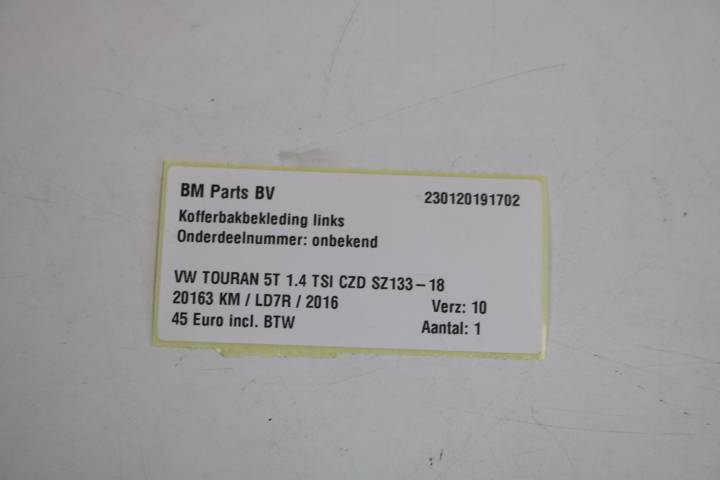 BM Parts BV 230120191702
Kofferbakbekleding links
Onderdeelnummer: onbekend
VW TOURAN 5T 1.4 TSI CZD SZ133-18
20163 KM / LD7R / 2016 Verz: 10
45 Euro incl. BTW Aantal: 1